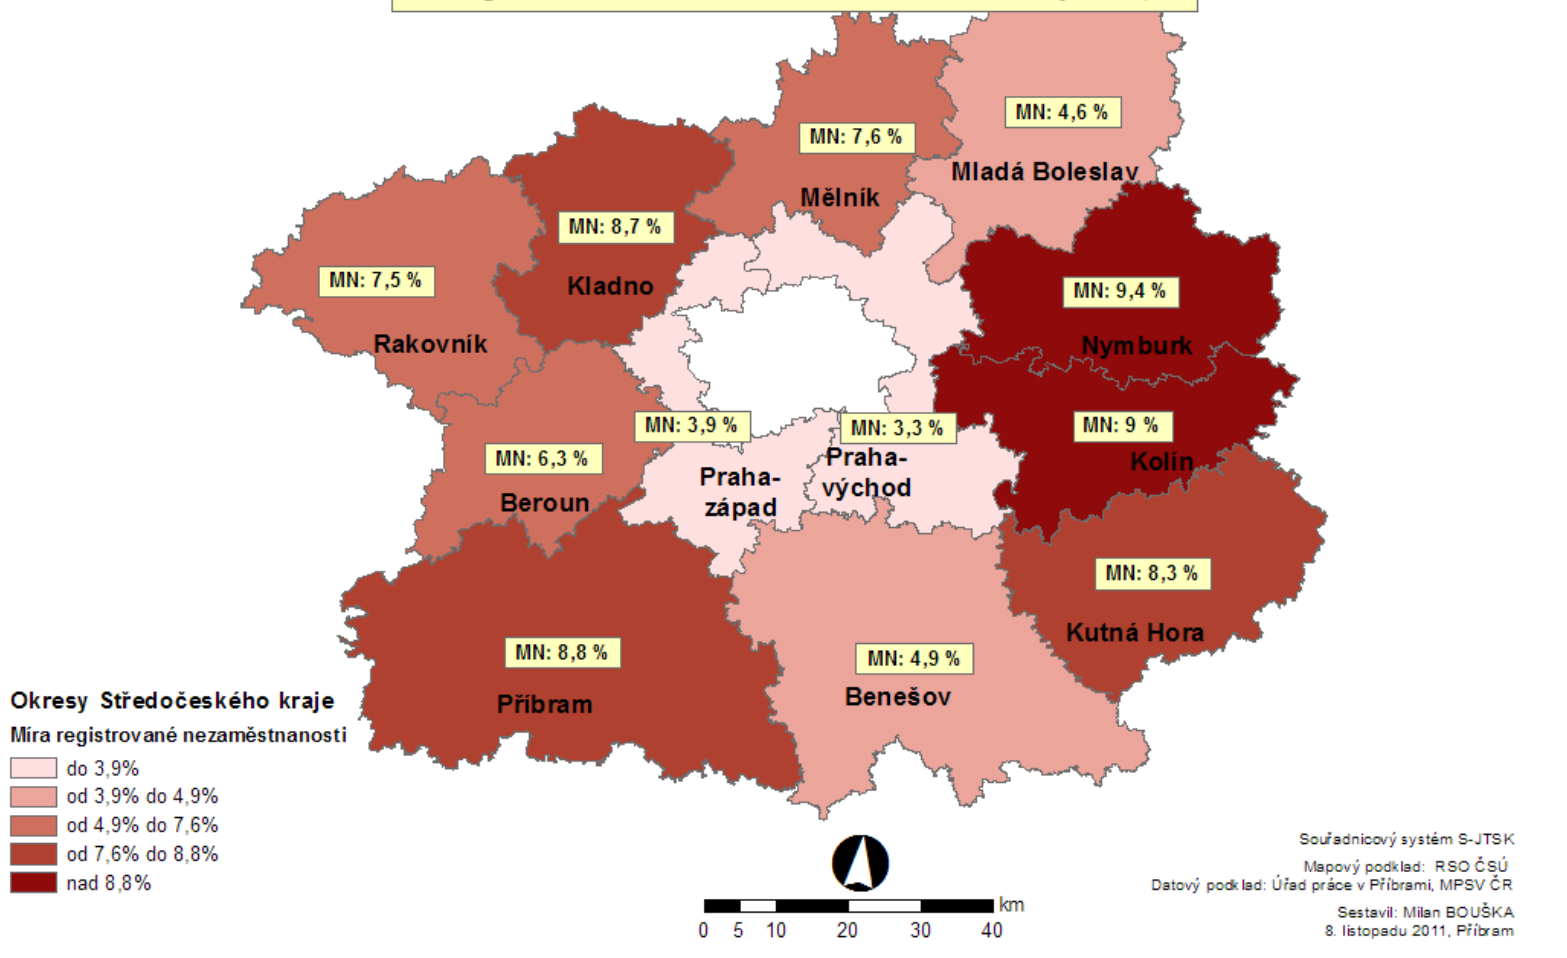 MN: 4,6 %
MN: 7,6 %
Mladá Boleslav
Mělník
MN: 8,7 %
Kladno
MN: 7,5 %
Rakovník
MN: 9,4 %
Nymburk
MN: 3,9 %
MN: 3,3 %
MN: 9 %
Kolín
MN: 6,3 %
Beroun
Praha-
západ
Praha-
východ
MN: 8,3 %
Kutná Hora
MN: 8,8 %
Příbram
MN: 4,9 %
Benešov
Okresy Středočeského kraje
Míra registrované nezaměstnanosti
do 3,9%
od 3,9% do 4,9%
od 4,9% do 7,6%
od 7,6% do 8,8%
nad 8,8%
km
0 5 10 20 30 40
Souřadnicový systém S-JTSK
Mapový podklad: RSO ČSÚ
Datový podklad: Úřad práce v Příbrami, MPSV ČR
Sestavil: Milan BOUŠKA
8. listopadu 2011, Příbram